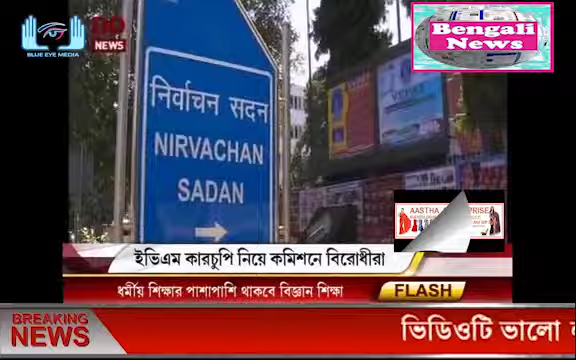 BLUE EYE MEDIA
NEWS
Bengali
News
निर्वाचन सदन
NIRVACHAN
SADAN
AASTHA
ইভিএম কারচুপি নিয়ে কমিশনে বিরোধীরা
ধর্মীয় শিক্ষার পাশাপাশি থাকবে বিজ্ঞান শিক্ষা
FLASH
BREAKING
NEWS
ভিডিওটি ভালো